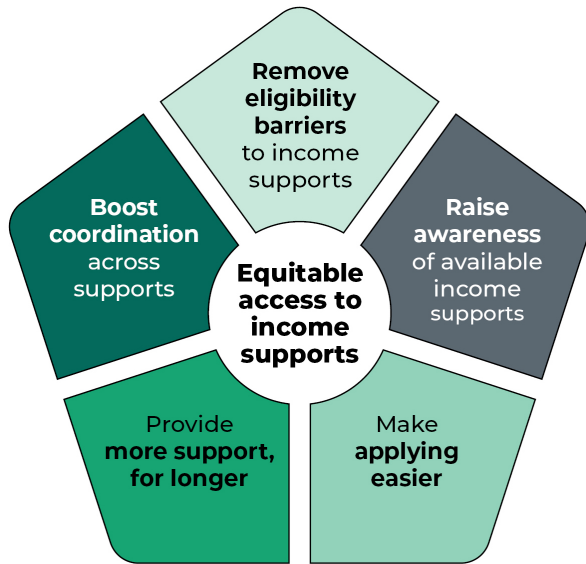 Remove
eligibility
barriers
to income
supports
Raise
awareness
of available
income
supports
Make
applying
easier
Provide
more support,
for longer
Boost
coordination
across
supports
Equitable
access to
income
supports